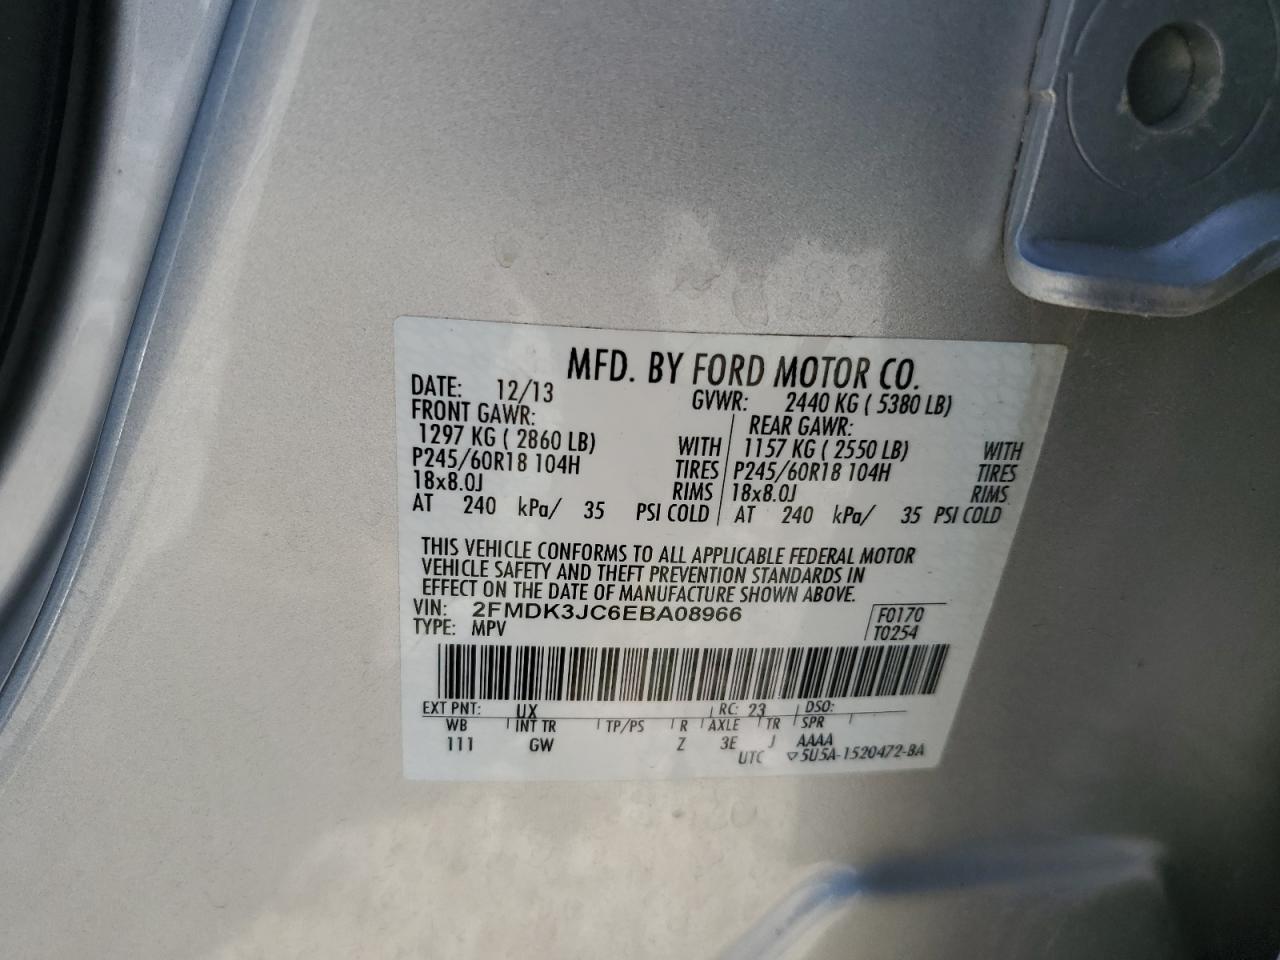 MFD. BY FORD MOTOR CO.
DATE: 12/13 GVWR: 2440 KG ( 5380 LB)
FRONT GAWR: REAR GAWR:
1297 KG ( 2860 LB) WITH 1157 KG ( 2550 LB) WITH
P245/60R18 104H TIRES P245/60R18 104H TIRES
18x8.0J RIMS 18x8.0J RIMS
AT 240 kPa/ 35 PSI COLD AT 240 kPa/ 35 PSI COLD
THIS VEHICLE CONFORMS TO ALL APPLICABLE FEDERAL MOTOR
VEHICLE SAFETY AND THEFT PREVENTION STANDARDS IN
EFFECT ON THE DATE OF MANUFACTURE SHOWN ABOVE.
VIN: 2FMDK3JC6EBA08966 F0170
TYPE: MPV T0254
EXT PNT: UX RC: 23 DSO:
WB INT TR TP/PS R AXLE TR SPR
111 GW Z 3E J AAAA
UTC ▽5U5A-1520472-BA